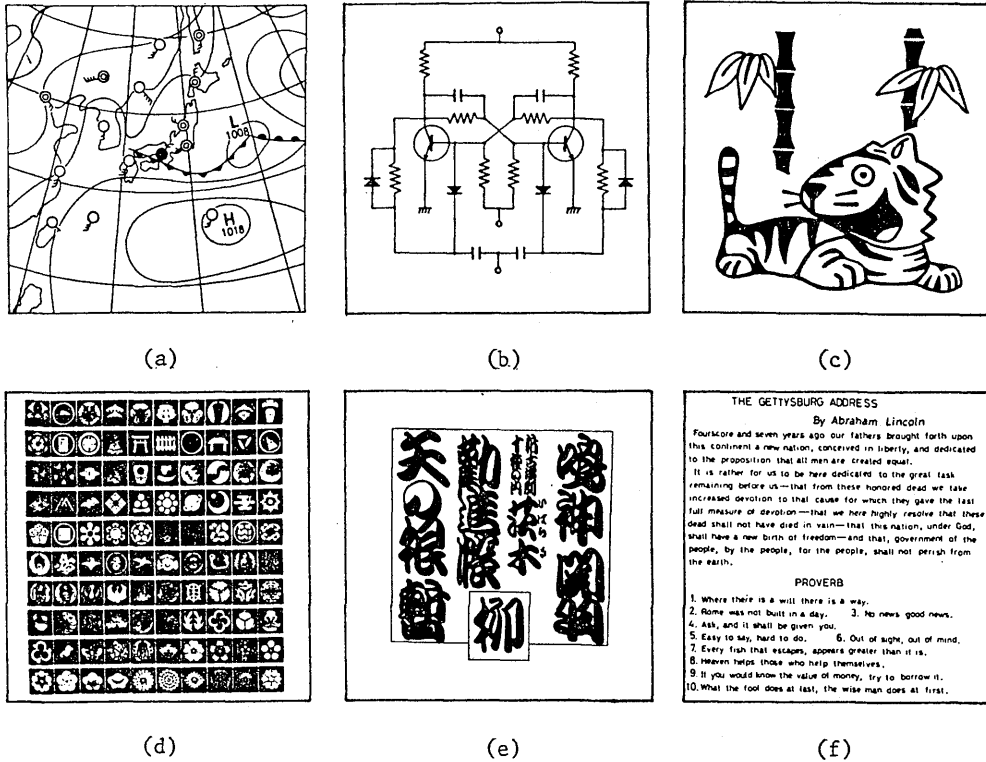 L
1008
H
1018
(a)
(b)
(c)
THE GETTYSBURG ADDRESS
By Abraham Lincoln
Fourscore and seven years ago our fathers brought forth upon
this continent a new nation, conceived in liberty, and dedicated
to the proposition that all men are created equal.
It is rather for us to be here dedicated to the great task
remaining before us—that from these honored dead we take
increased devotion to that cause for which they gave the last
full measure of devotion—that we here highly resolve that these
dead shall not have died in vain—that this nation, under God,
shall have a new birth of freedom—and that, government of the
people, by the people, for the people, shall not perish from
the earth.
PROVERB
1. Where there is a will there is a way.
2. Rome was not built in a day. 3. No news good news.
4. Ask, and it shall be given you.
5. Easy to say, hard to do. 6. Out of sight, out of mind.
7. Every fish that escapes, appears greater than it is.
8. Heaven helps those who help themselves.
9. If you would know the value of money, try to borrow it.
10. What the fool does at last, the wise man does at first.
(d)
(e)
(f)